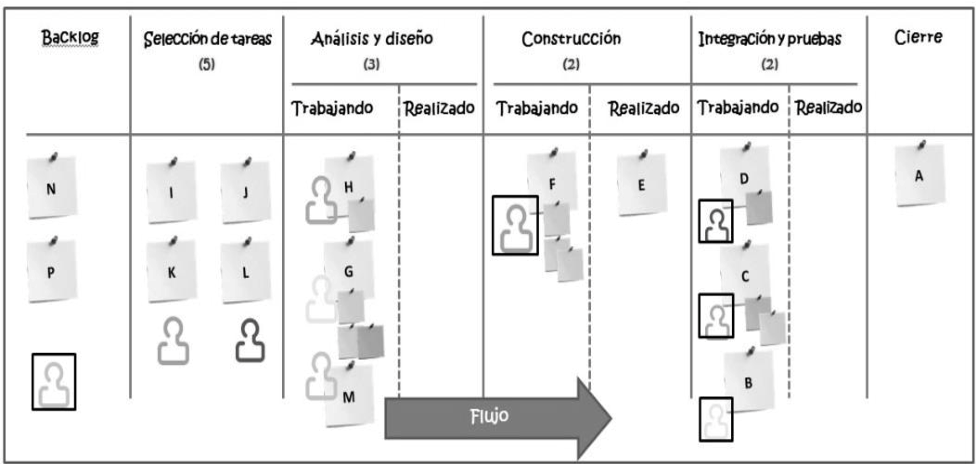 Backlog
Selección de tareas
(5)
Análisis y diseño
(3)
Construcción
(2)
Integración y pruebas
(2)
Cierre
Trabajando
Realizado
Trabajando
Realizado
Trabajando
Realizado
N
I
J
H
F
E
D
A
P
K
L
G
C
M
B
Flujo